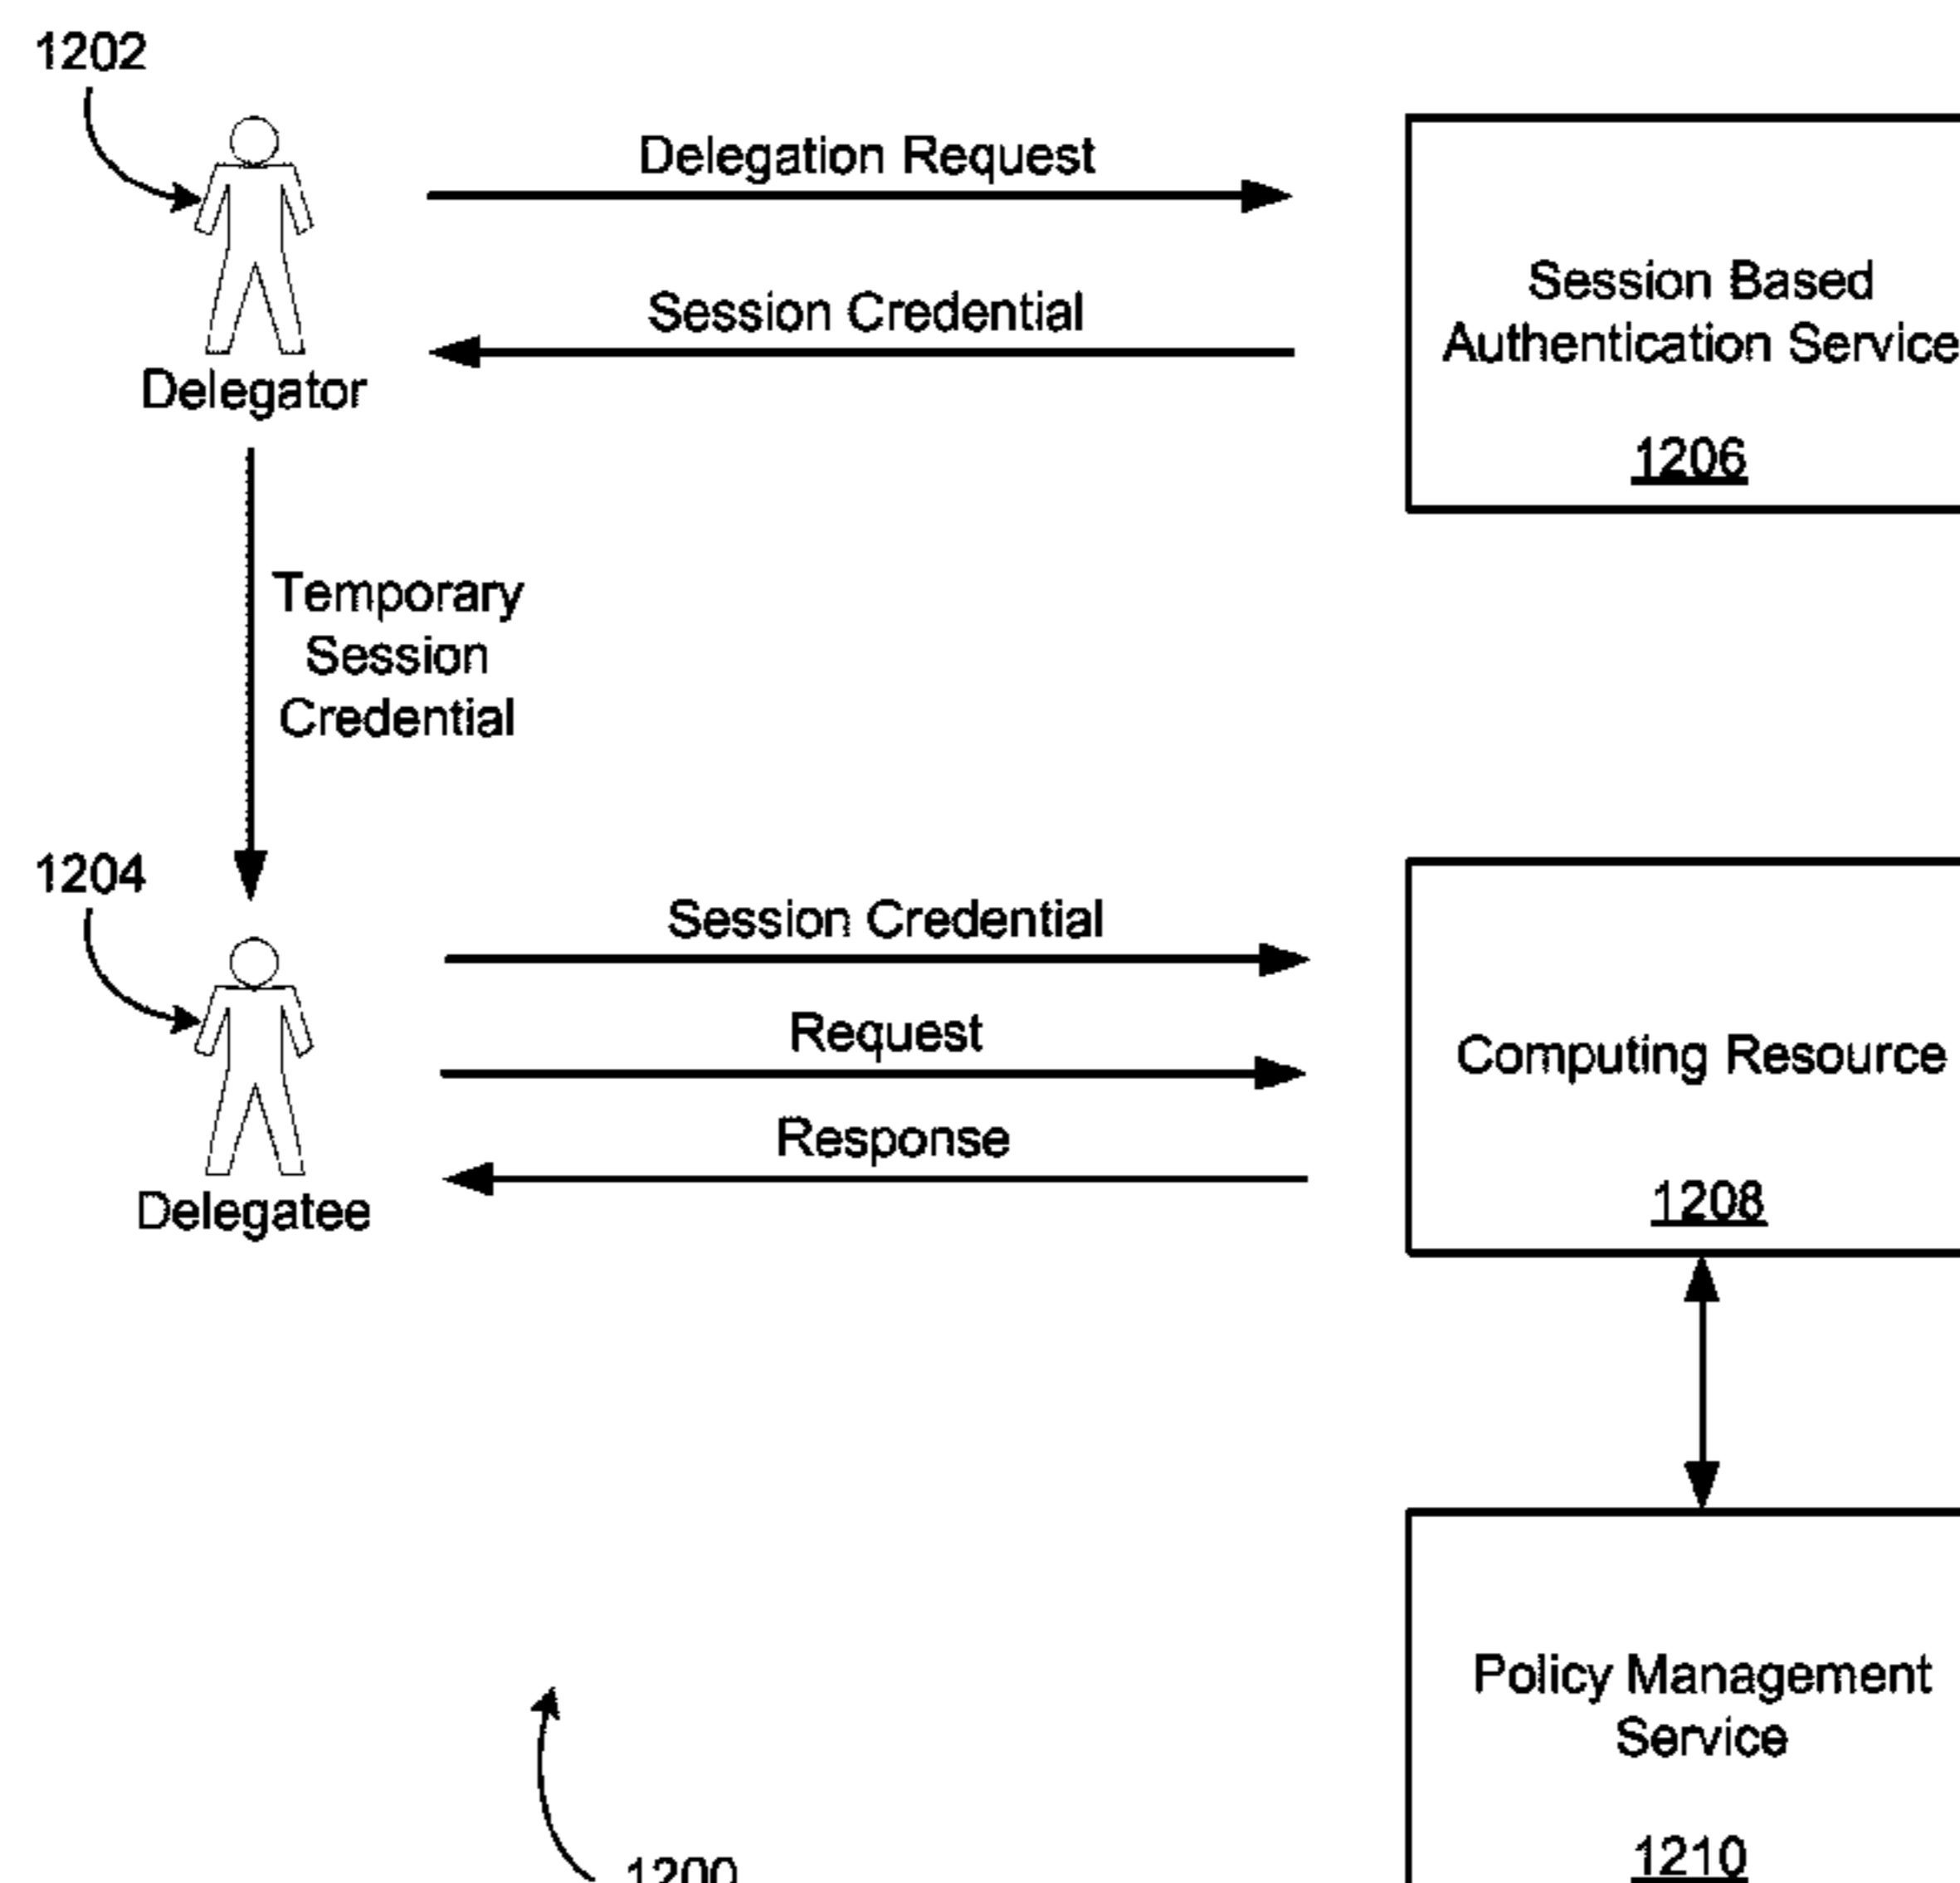 1202
Delegation Request
Session Credential
Delegator
Session Based
Authentication Service
1206
Temporary
Session
Credential
1204
Session Credential
Request
Response
Delegatee
Computing Resource
1208
Policy Management
Service
1210
1200